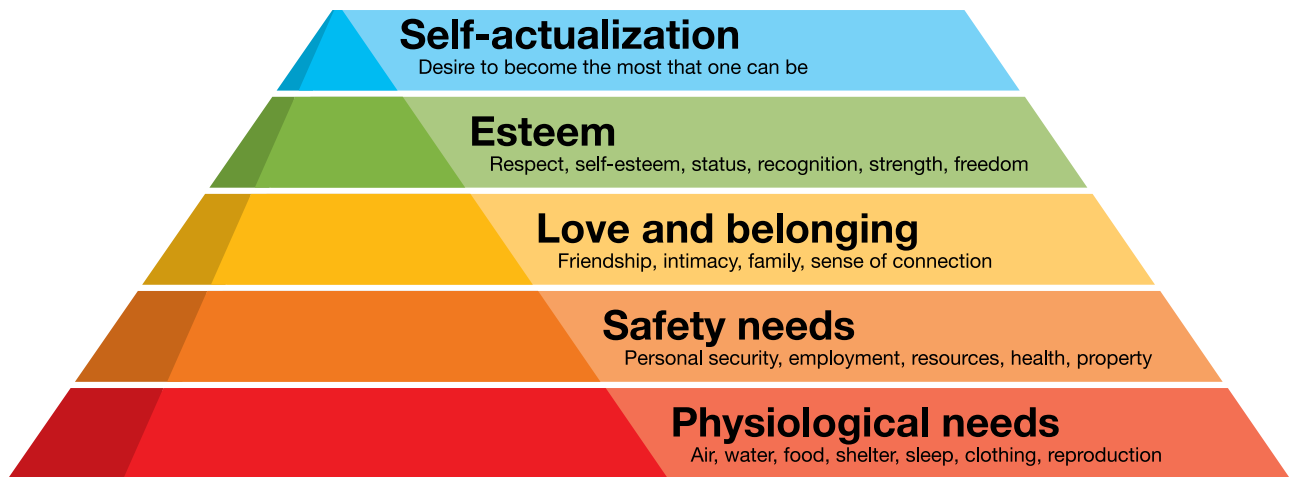 Self-actualization
Desire to become the most that one can be
Esteem
Respect, self-esteem, status, recognition, strength, freedom
Love and belonging
Friendship, intimacy, family, sense of connection
Safety needs
Personal security, employment, resources, health, property
Physiological needs
Air, water, food, shelter, sleep, clothing, reproduction